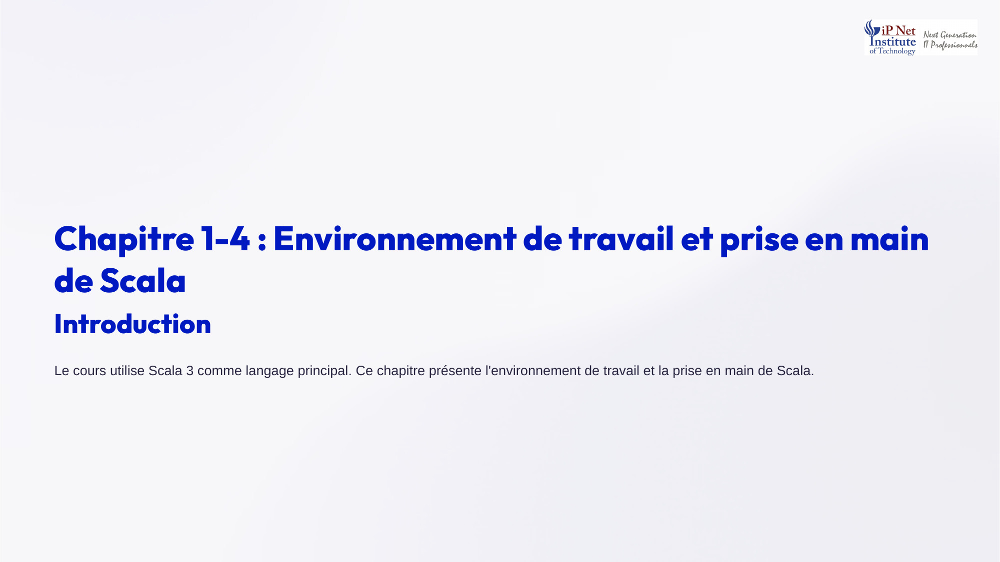 iP Net
Institute
of Technology
Next Generation
IT Professionnels
Chapitre 1-4 : Environnement de travail et prise en main
de Scala
Introduction
Le cours utilise Scala 3 comme langage principal. Ce chapitre présente l'environnement de travail et la prise en main de Scala.